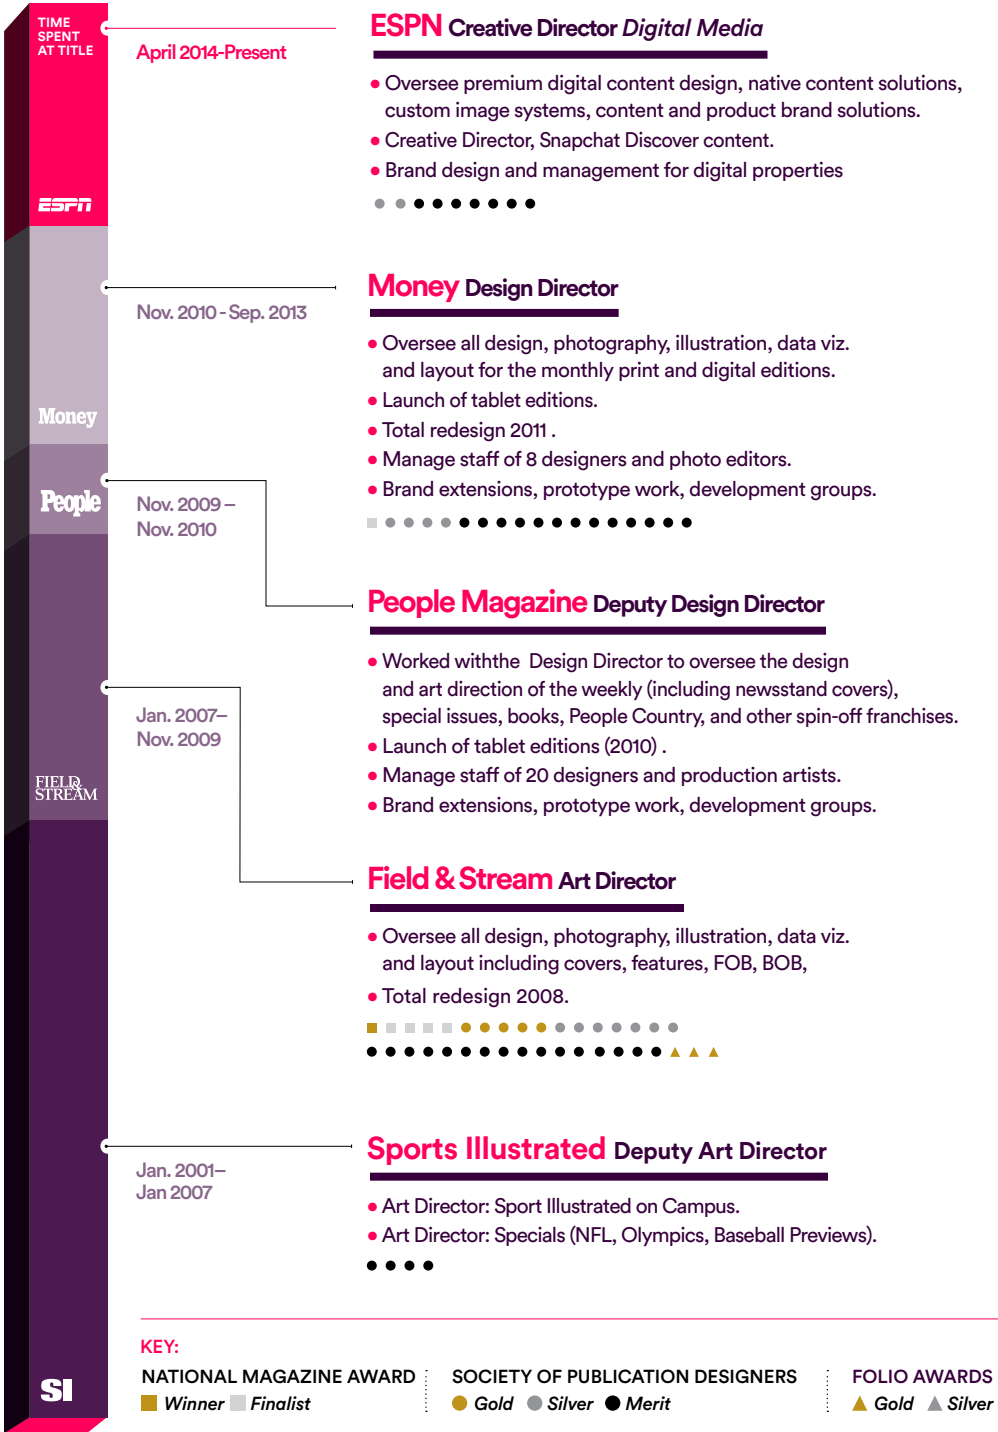 TIME
SPENT
AT TITLE
April 2014-Present
ESPN
ESPN Creative Director Digital Media
• Oversee premium digital content design, native content solutions,
custom image systems, content and product brand solutions.
• Creative Director, Snapchat Discover content.
• Brand design and management for digital properties
Nov. 2010 - Sep. 2013
Money
Money Design Director
• Oversee all design, photography, illustration, data viz.
and layout for the monthly print and digital editions.
• Launch of tablet editions.
• Total redesign 2011 .
• Manage staff of 8 designers and photo editors.
• Brand extensions, prototype work, development groups.
People
Nov. 2009 –
Nov. 2010
People Magazine Deputy Design Director
• Worked withthe  Design Director to oversee the design
and art direction of the weekly (including newsstand covers),
special issues, books, People Country, and other spin-off franchises.
• Launch of tablet editions (2010) .
• Manage staff of 20 designers and production artists.
• Brand extensions, prototype work, development groups.
Jan. 2007–
Nov. 2009
FIELD &
STREAM
Field & Stream Art Director
• Oversee all design, photography, illustration, data viz.
and layout including covers, features, FOB, BOB,
• Total redesign 2008.
Jan. 2001–
Jan 2007
Sports Illustrated Deputy Art Director
• Art Director: Sport Illustrated on Campus.
• Art Director: Specials (NFL, Olympics, Baseball Previews).
SI
KEY:
NATIONAL MAGAZINE AWARD
Winner Finalist
SOCIETY OF PUBLICATION DESIGNERS
Gold Silver Merit
FOLIO AWARDS
Gold Silver